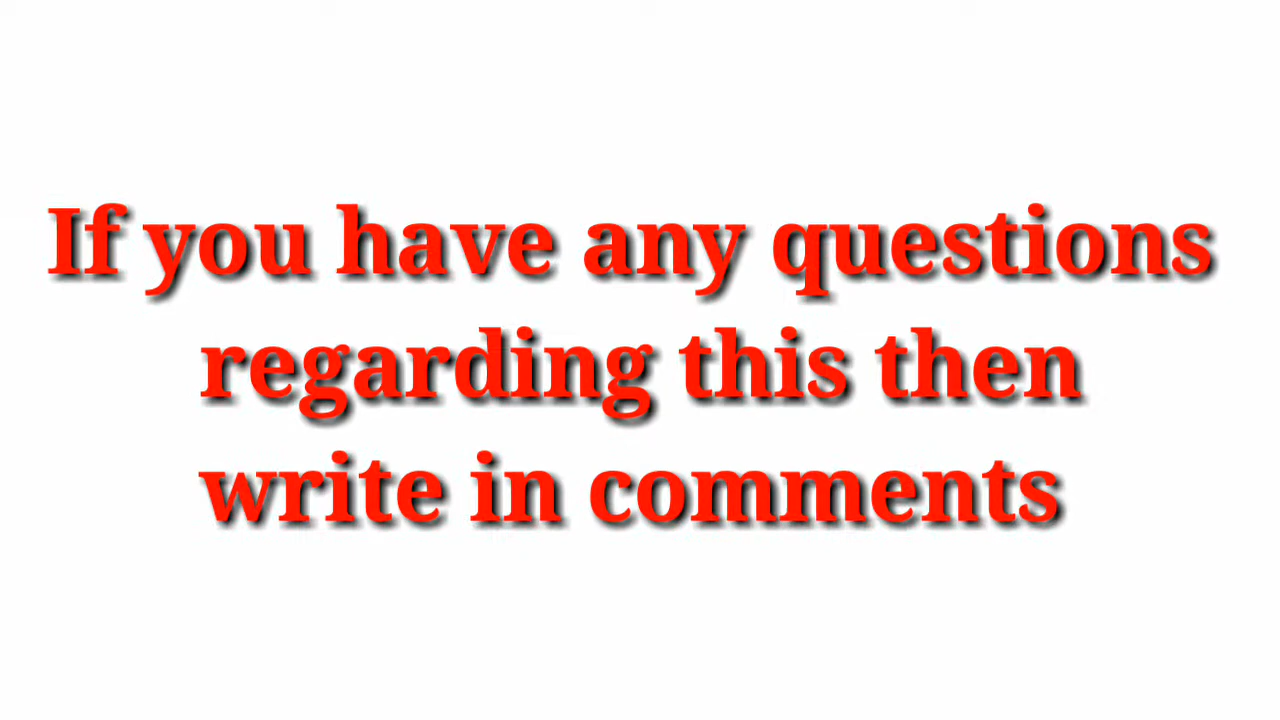 If you have any questions
regarding this then
write in comments